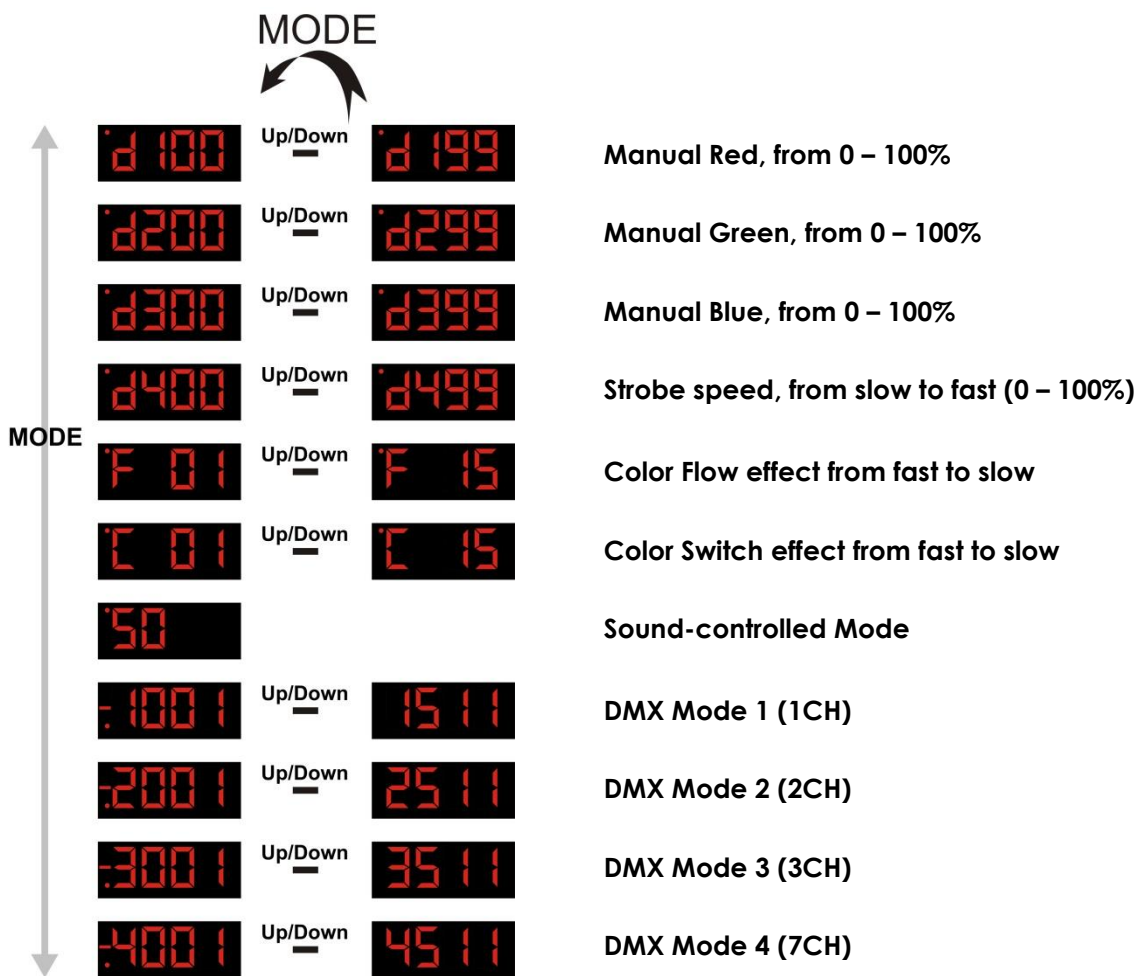 MODE
d100 Up/Down d199 Manual Red, from 0 – 100%
d200 Up/Down d299 Manual Green, from 0 – 100%
d300 Up/Down d399 Manual Blue, from 0 – 100%
d400 Up/Down d499 Strobe speed, from slow to fast (0 – 100%)
MODE
F 01 Up/Down F 15 Color Flow effect from fast to slow
C 01 Up/Down C 15 Color Switch effect from fast to slow
S0 Sound-controlled Mode
1001 Up/Down 1511 DMX Mode 1 (1CH)
2001 Up/Down 2511 DMX Mode 2 (2CH)
3001 Up/Down 3511 DMX Mode 3 (3CH)
4001 Up/Down 4511 DMX Mode 4 (7CH)